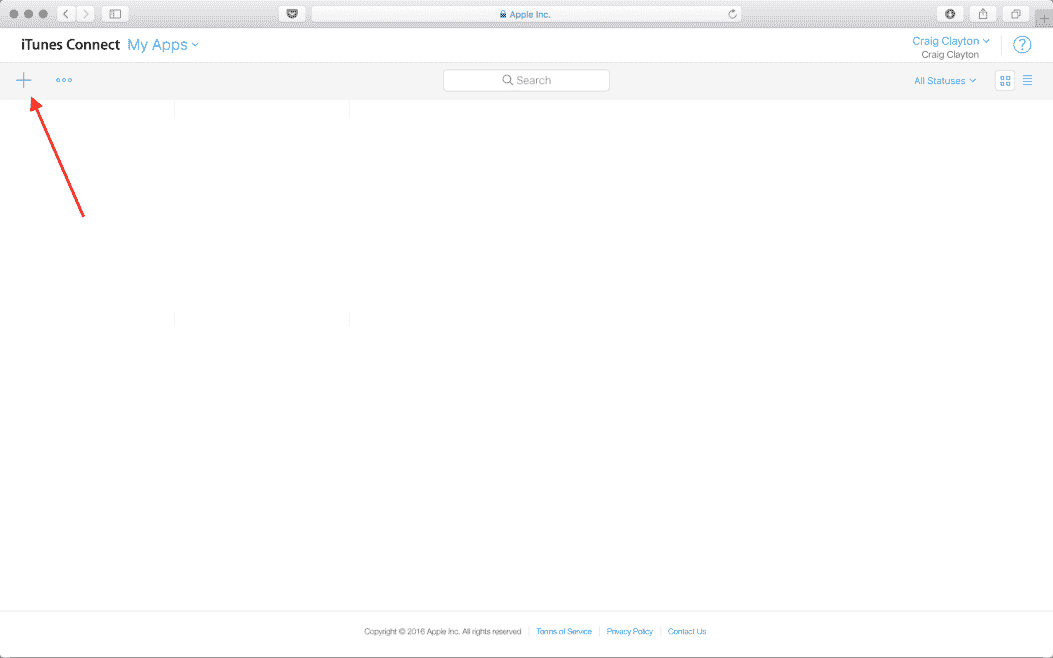 Apple Inc.
iTunes Connect My Apps
Craig Clayton
Craig Clayton
?
Search
All Statuses
Copyright © 2016 Apple Inc. All rights reserved
Terms of Service
Privacy Policy
Contact Us